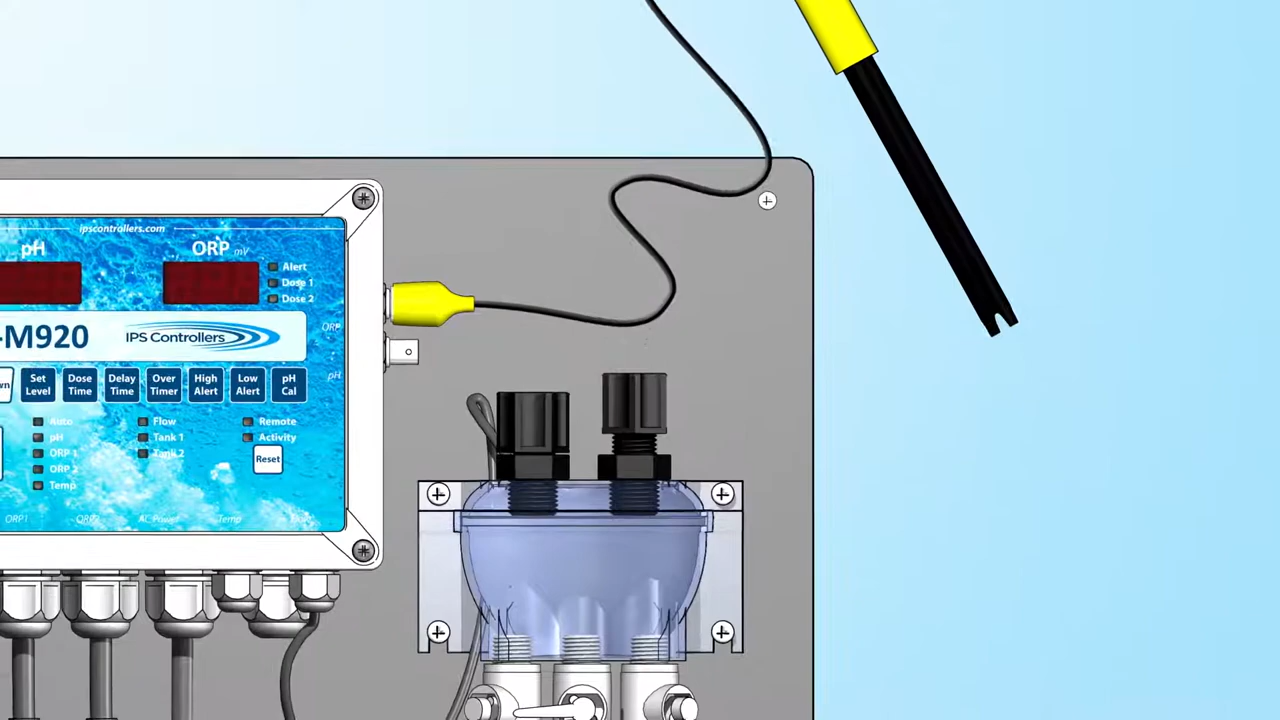 ipscontrollers.com
pH
ORP mV
Alert
Dose 1
Dose 2
-M920
IPS Controllers
ORP
pH
wn
Set Level
Dose Time
Delay Time
Over Timer
High Alert
Low Alert
pH Cal
Auto
pH
ORP 1
ORP 2
Temp
Flow
Tank 1
Tank 2
Remote
Activity
Reset
ORP1
ORP2
AC Power
Temp